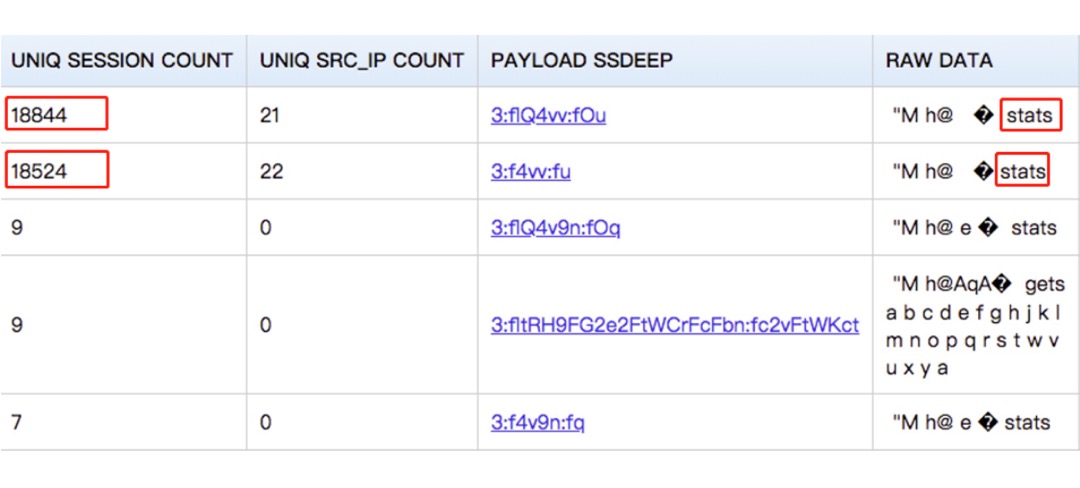 UNIQ SESSION COUNT UNIQ SRC_IP COUNT PAYLOAD SSDEEP RAW DATA
18844 21 3:flQ4vv:fOu "M h@ � stats
18524 22 3:f4vv:fu "M h@ � stats
9 0 3:flQ4v9n:fOq "M h@ e � stats
9 0 3:fltRH9FG2e2FtWCrFcFbn:fc2vFtWKct "M h@AqA� gets
a b c d e f g h j k l
m n o p q r s t w v
u x y a
7 0 3:f4v9n:fq "M h@ e � stats